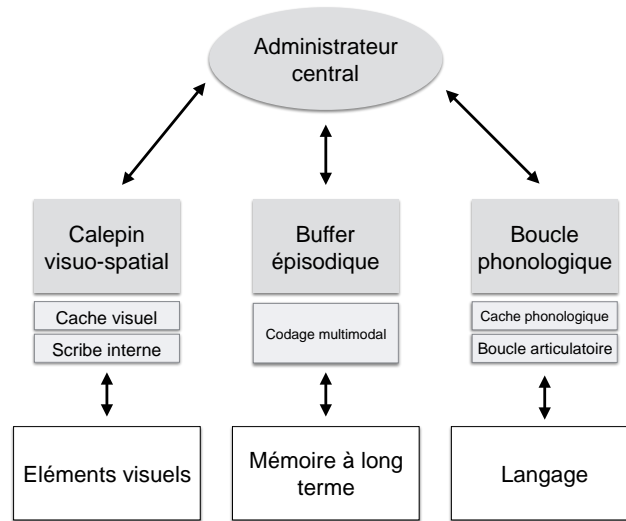 Administrateur
central
Calepin
visuo-spatial
Buffer
épisodique
Boucle
phonologique
Cache visuel
Scribe interne
Codage multimodal
Cache phonologique
Boucle articulatoire
Eléments visuels
Mémoire à long
terme
Langage